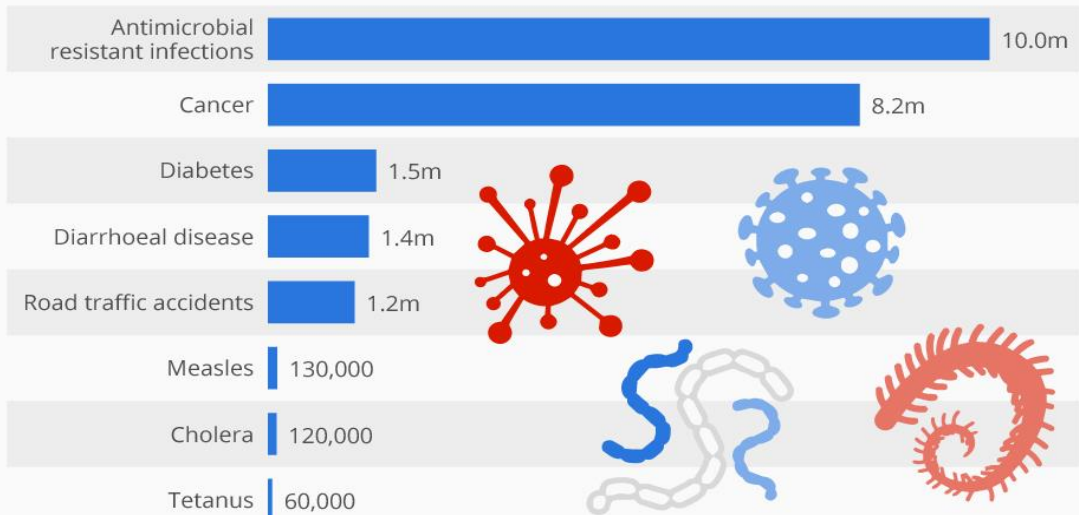 Antimicrobial
resistant infections
10.0m
Cancer
8.2m
Diabetes
1.5m
Diarrhoeal disease
1.4m
Road traffic accidents
1.2m
Measles
130,000
Cholera
120,000
Tetanus
60,000